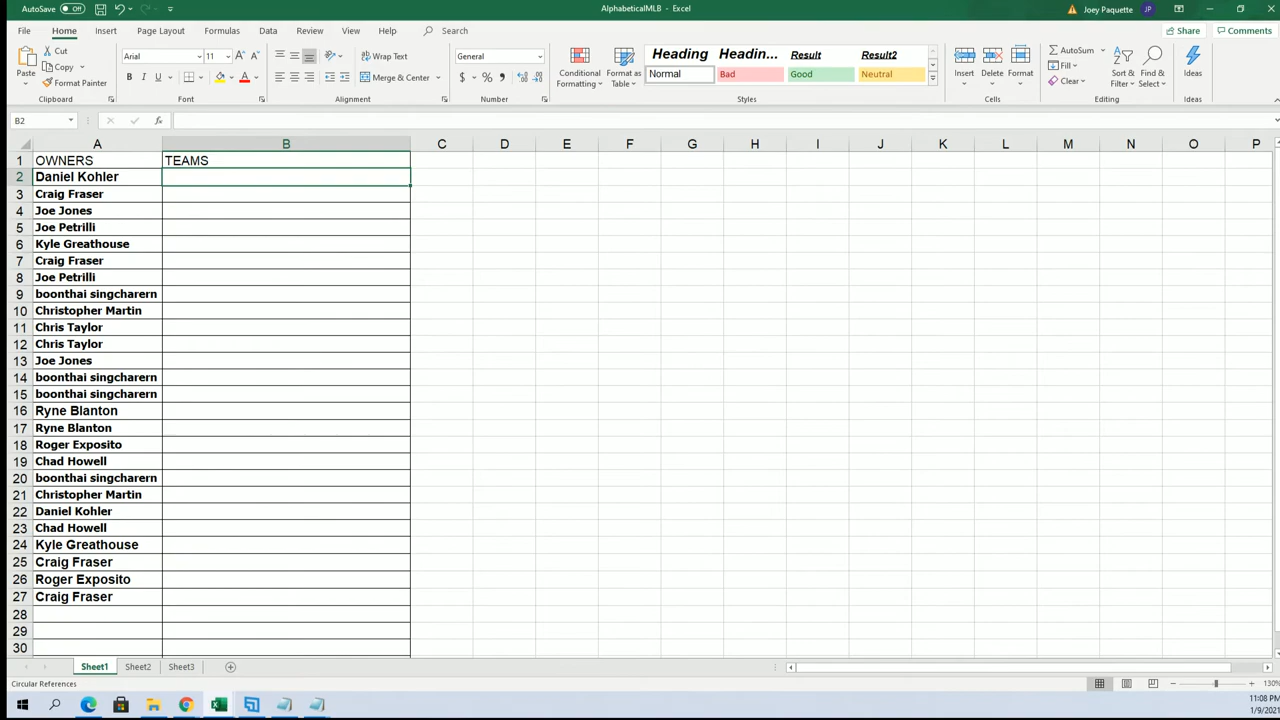 AutoSave Off AlphabeticalMLB - Excel Joey Paquette JP
File Home Insert Draw Page Layout Formulas Data Review View Help Search Share Comments
Paste Cut Copy Format Painter Clipboard
Arial 11 Font
Wrap Text Merge & Center Alignment
General Number
Conditional Formatting Format as Table
Heading Headin... Result Result2
Normal Bad Good Neutral
Styles
Insert Delete Format Cells
AutoSum Fill Clear Sort & Filter Find & Select Editing
Ideas Ideas
B2
A B C D E F G H I J K L M N O P
1 OWNERS TEAMS
2 Daniel Kohler
3 Craig Fraser
4 Joe Jones
5 Joe Petrilli
6 Kyle Greathouse
7 Craig Fraser
8 Joe Petrilli
9 boonthai singcharern
10 Christopher Martin
11 Chris Taylor
12 Chris Taylor
13 Joe Jones
14 boonthai singcharern
15 boonthai singcharern
16 Ryne Blanton
17 Ryne Blanton
18 Roger Exposito
19 Chad Howell
20 boonthai singcharern
21 Christopher Martin
22 Daniel Kohler
23 Chad Howell
24 Kyle Greathouse
25 Craig Fraser
26 Roger Exposito
27 Craig Fraser
28
29
30
Sheet1 Sheet2 Sheet3
Circular References 130%
11:08 PM
1/9/2021